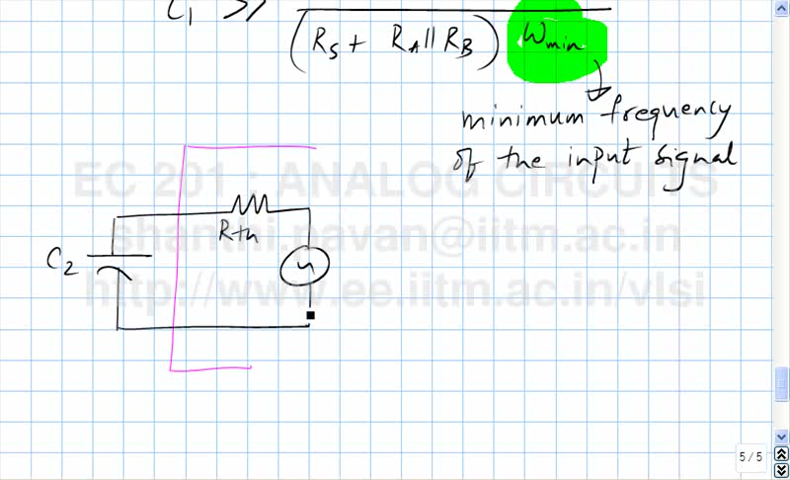 C1 >>
(RS + RA||RB) ωmin
minimum frequency
of the input signal
EC 201 : ANALOG CIRCUITS
shanthi.pavan@iitm.ac.in
http://www.ee.iitm.ac.in/vlsi
Rth
C2
5 / 5